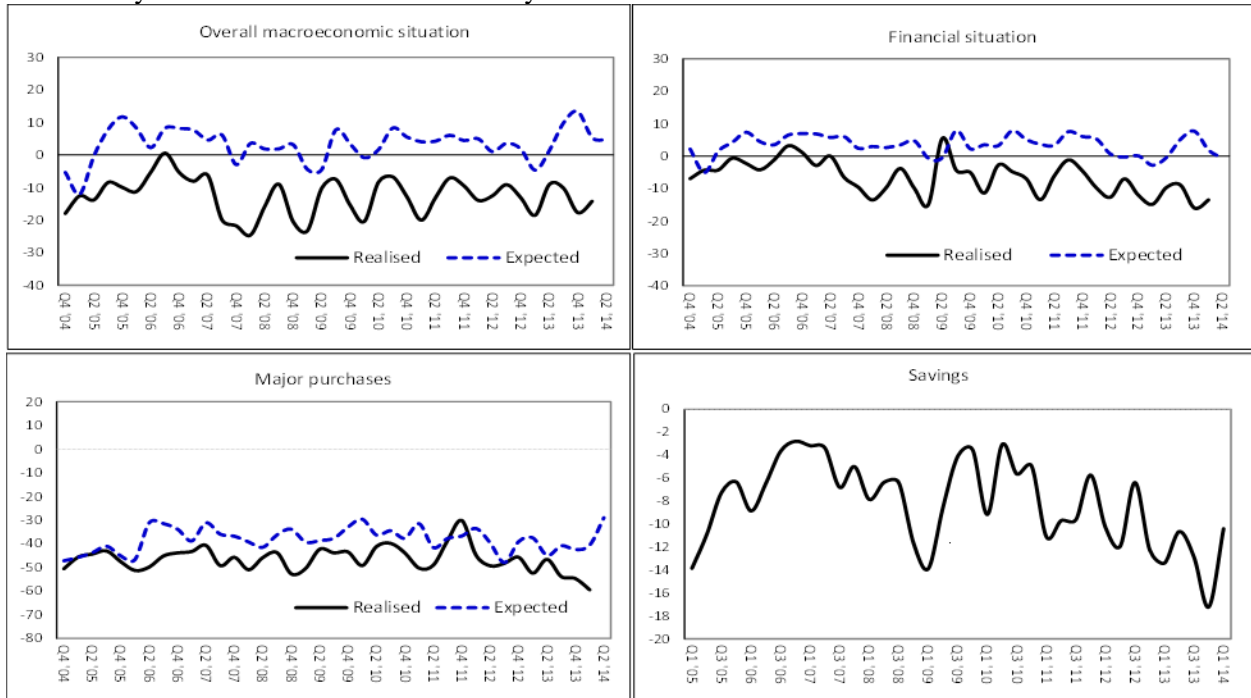 Overall macroeconomic situation
30
20
10
0
-10
-20
-30
-40
Realised
Expected
Q4 '04
Q2 '05
Q4 '05
Q2 '06
Q4 '06
Q2 '07
Q4 '07
Q2 '08
Q4 '08
Q2 '09
Q4 '09
Q2 '10
Q4 '10
Q2 '11
Q4 '11
Q2 '12
Q4 '12
Q2 '13
Q4 '13
Q2 '14
Financial situation
30
20
10
0
-10
-20
-30
-40
Realised
Expected
Q4 '04
Q2 '05
Q4 '05
Q2 '06
Q4 '06
Q2 '07
Q4 '07
Q2 '08
Q4 '08
Q2 '09
Q4 '09
Q2 '10
Q4 '10
Q2 '11
Q4 '11
Q2 '12
Q4 '12
Q2 '13
Q4 '13
Q2 '14
Major purchases
20
10
0
-10
-20
-30
-40
-50
-60
-70
-80
Realised
Expected
Q4 '04
Q2 '05
Q4 '05
Q2 '06
Q4 '06
Q2 '07
Q4 '07
Q2 '08
Q4 '08
Q2 '09
Q4 '09
Q2 '10
Q4 '10
Q2 '11
Q4 '11
Q2 '12
Q4 '12
Q2 '13
Q4 '13
Q2 '14
Savings
0
-2
-4
-6
-8
-10
-12
-14
-16
-18
-20
Q1 '05
Q3 '05
Q1 '06
Q3 '06
Q1 '07
Q3 '07
Q1 '08
Q3 '08
Q1 '09
Q3 '09
Q1 '10
Q3 '10
Q1 '11
Q3 '11
Q1 '12
Q3 '12
Q1 '13
Q3 '13
Q1 '14